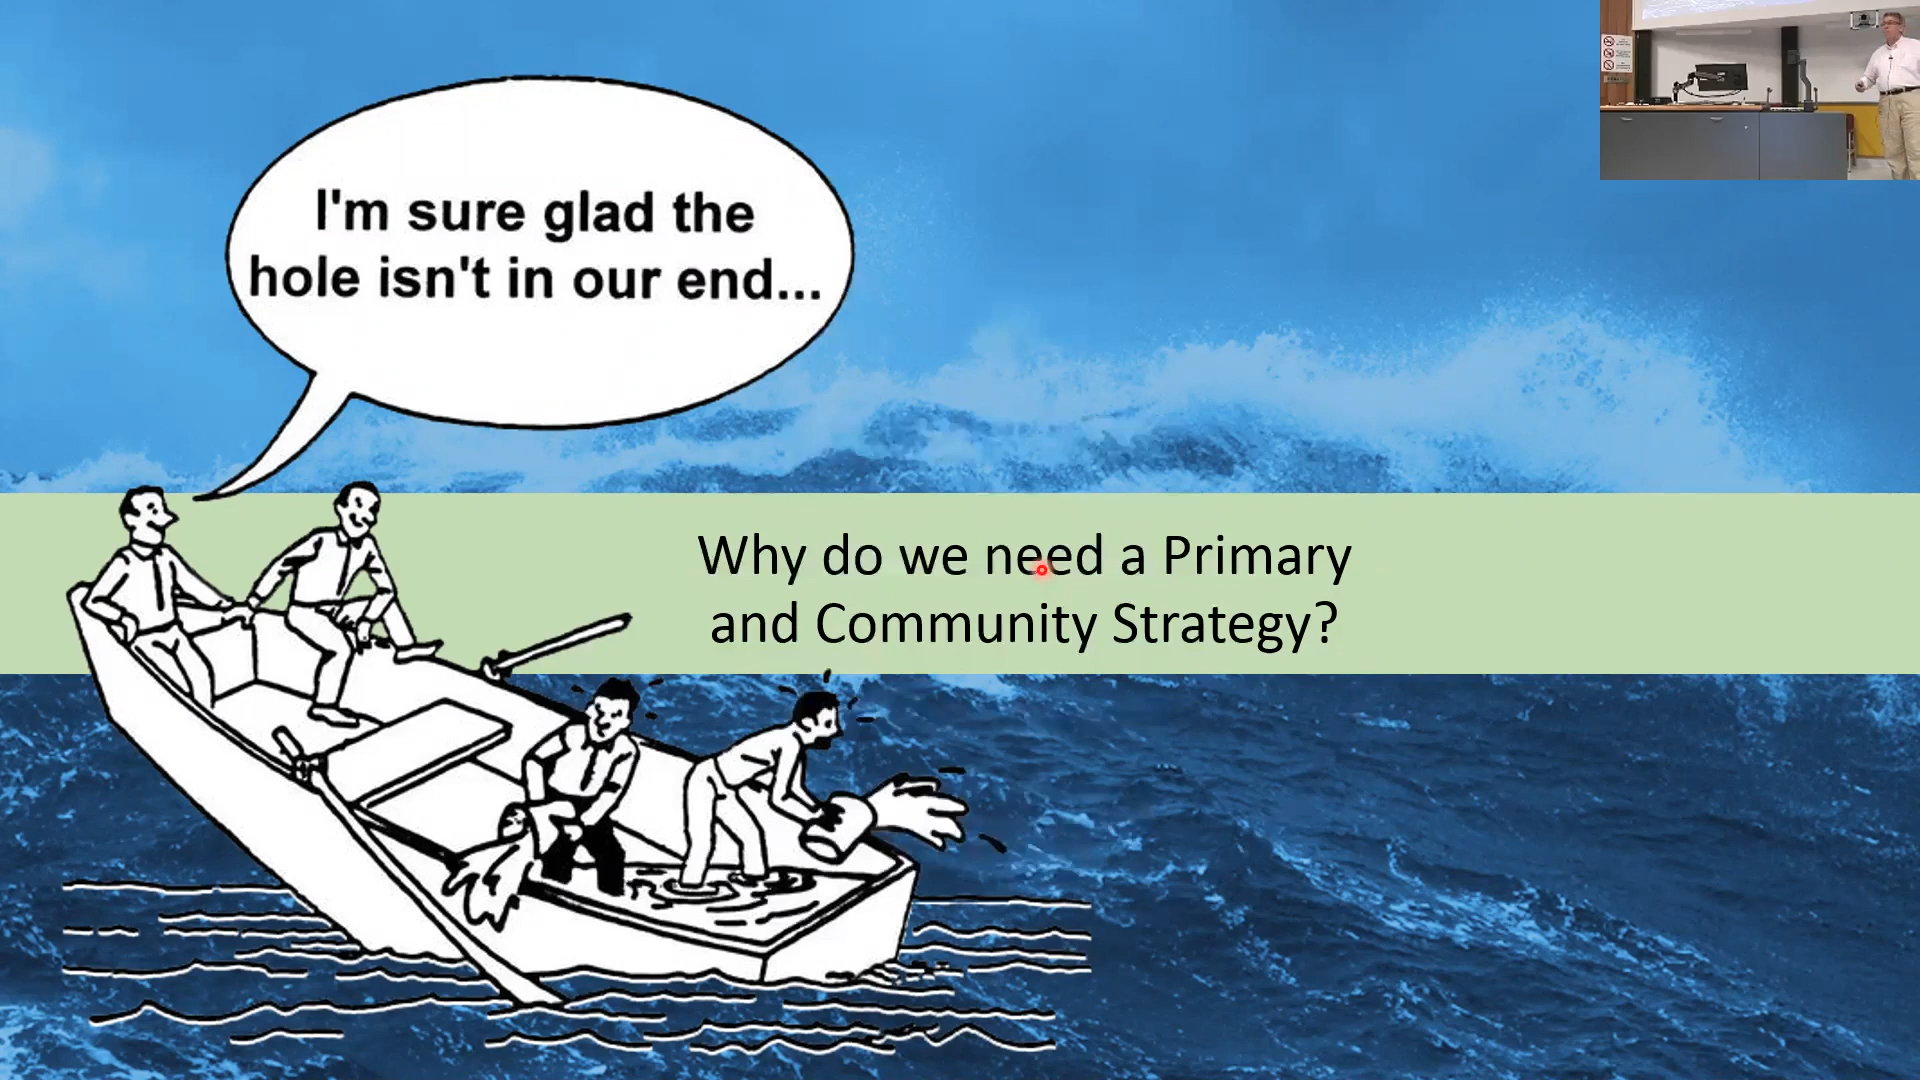 I'm sure glad the
hole isn't in our end...
Why do we need a Primary
and Community Strategy?